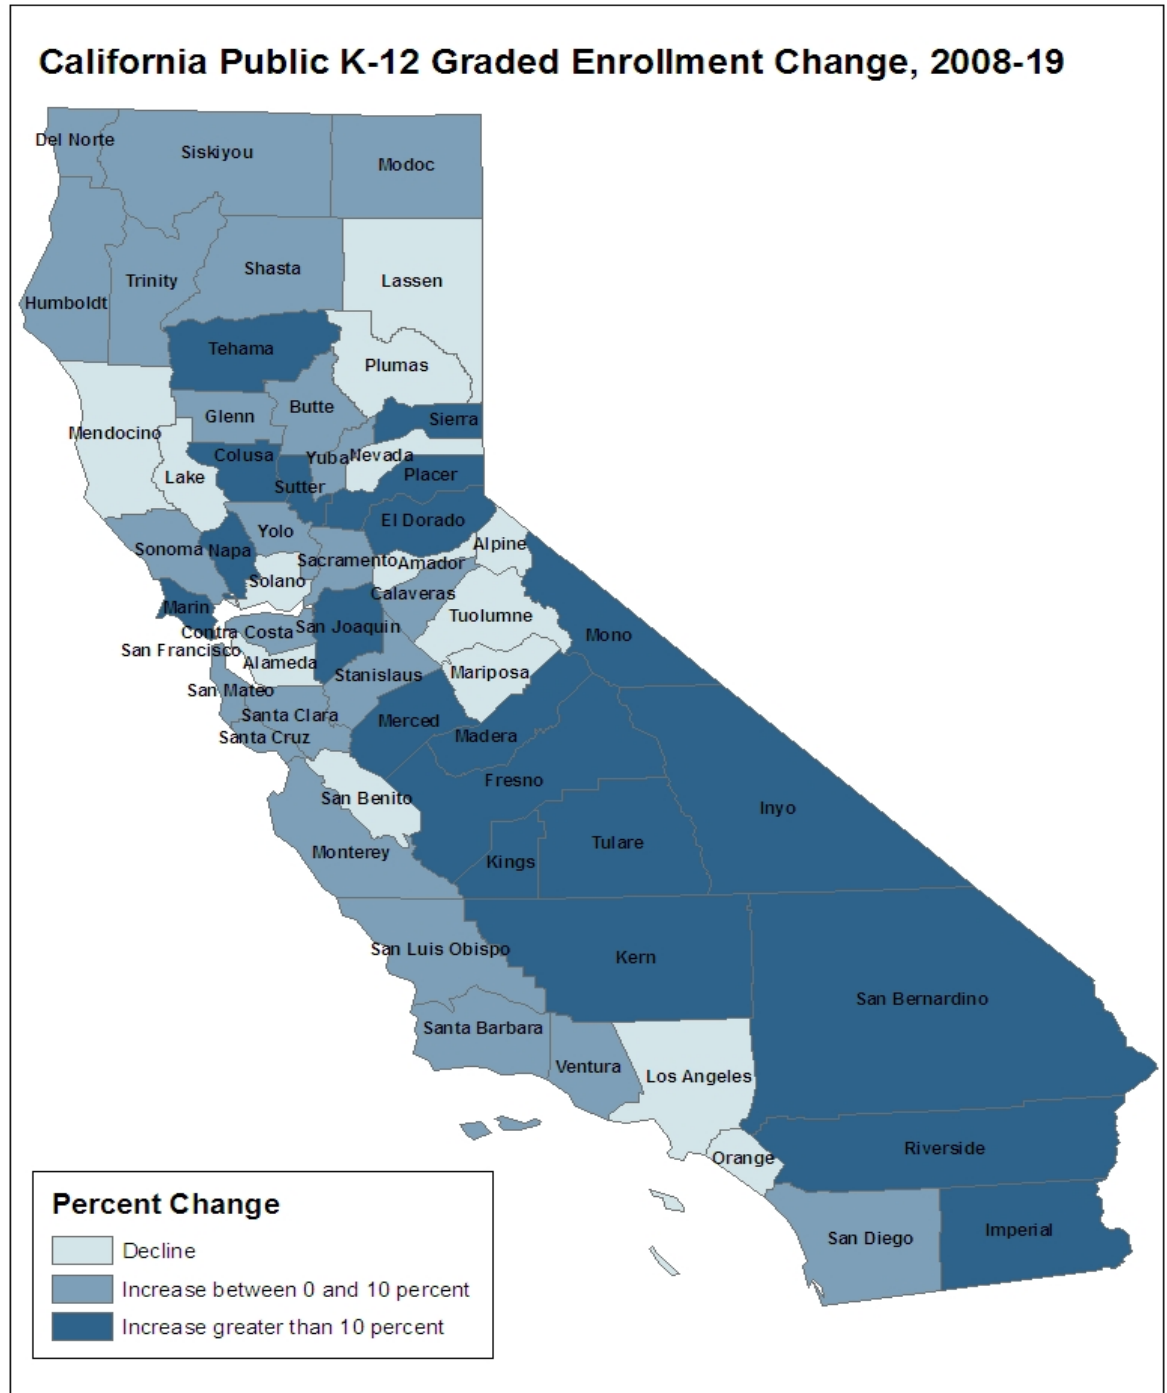 California Public K-12 Graded Enrollment Change, 2008-19
Del Norte
Siskiyou
Modoc
Humboldt
Trinity
Shasta
Lassen
Tehama
Plumas
Mendocino
Glenn
Butte
Sierra
Lake
Colusa
Yuba
Nevada
Sutter
Placer
Sonoma
Napa
Yolo
El Dorado
Solano
Sacramento
Amador
Alpine
Marin
Calaveras
Tuolumne
Mono
Contra Costa
San Joaquin
San Francisco
Alameda
Stanislaus
Mariposa
San Mateo
Santa Clara
Merced
Santa Cruz
Madera
Fresno
San Benito
Inyo
Monterey
Kings
Tulare
San Luis Obispo
Kern
San Bernardino
Santa Barbara
Ventura
Los Angeles
Orange
Riverside
San Diego
Imperial
Percent Change
Decline
Increase between 0 and 10 percent
Increase greater than 10 percent